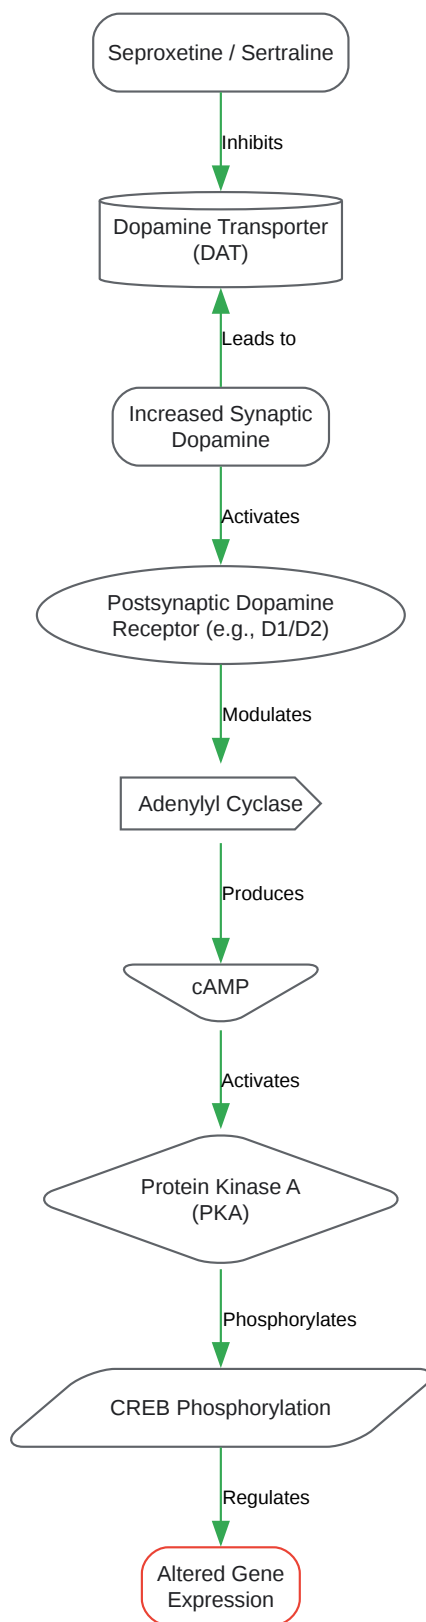 Seproxetine / Sertraline
Inhibits
Dopamine Transporter
(DAT)
Leads to
Increased Synaptic
Dopamine
Activates
Postsynaptic Dopamine
Receptor (e.g., D1/D2)
Modulates
Adenylyl Cyclase
Produces
cAMP
Activates
Protein Kinase A
(PKA)
Phosphorylates
CREB Phosphorylation
Regulates
Altered Gene
Expression